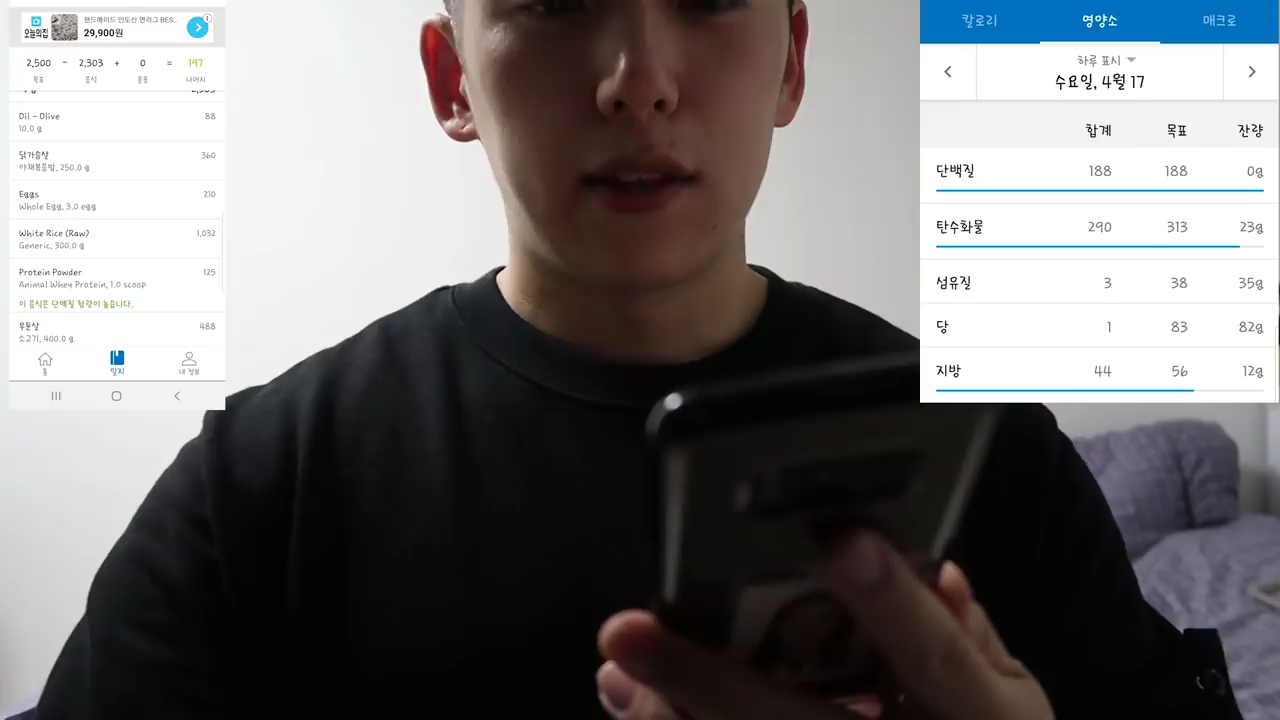 오늘의집
핸드메이드 인도산 면러그 BES...
29,900원
2,500 - 2,303 + 0 = 197
목표 음식 운동 나머지
Oil - Olive 88
10.0 g
닭가슴살 360
야채볶음밥, 250.0 g
Eggs 210
Whole Egg, 3.0 egg
White Rice (Raw) 1,032
Generic, 300.0 g
Protein Powder 125
Animal Whey Protein, 1.0 scoop
이 음식은 단백질 함량이 높습니다.
우둔살 488
소고기, 400.0 g
홈 일지 내 정보
칼로리 영양소 매크로
하루 표시
수요일, 4월 17
합계 목표 잔량
단백질 188 188 0g
탄수화물 290 313 23g
섬유질 3 38 35g
당 1 83 82g
지방 44 56 12g